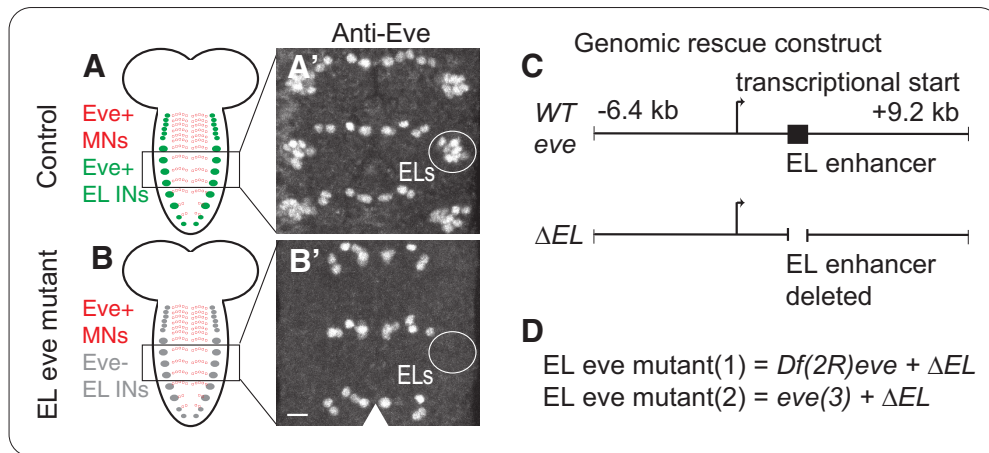 Anti-Eve
Control
A
Eve+
MNs
Eve+
EL INs
A'
ELs
EL eve mutant
B
Eve+
MNs
Eve-
EL INs
B'
ELs
Genomic rescue construct
C
transcriptional start
WT
eve
-6.4 kb
+9.2 kb
EL enhancer
ΔEL
EL enhancer
deleted
D
EL eve mutant(1) = Df(2R)eve + ΔEL
EL eve mutant(2) = eve(3) + ΔEL